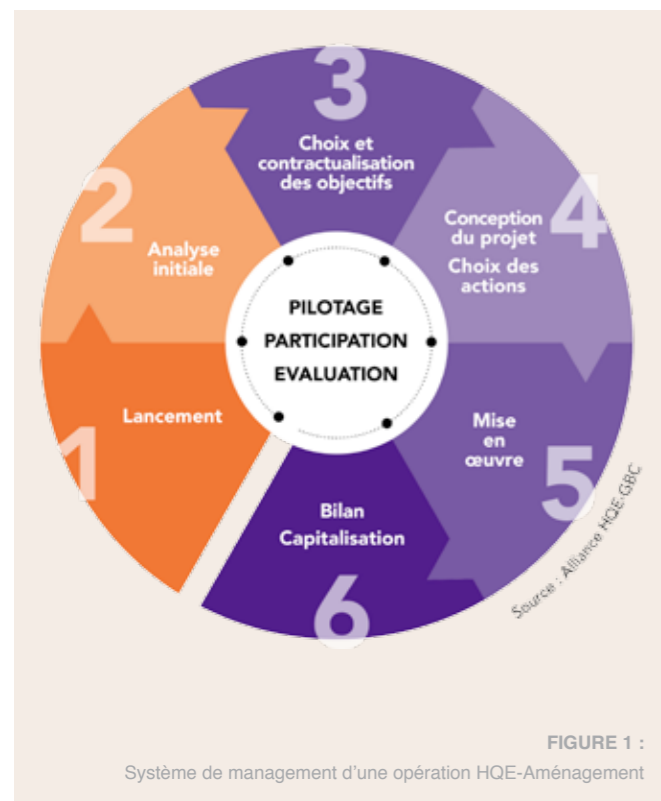 1
Lancement
2
Analyse
initiale
3
Choix et
contractualisation
des objectifs
4
Conception
du projet
Choix des
actions
5
Mise
en
œuvre
6
Bilan
Capitalisation
PILOTAGE
PARTICIPATION
EVALUATION
Source : Alliance HQE-GBC
FIGURE 1 :
Système de management d'une opération HQE-Aménagement